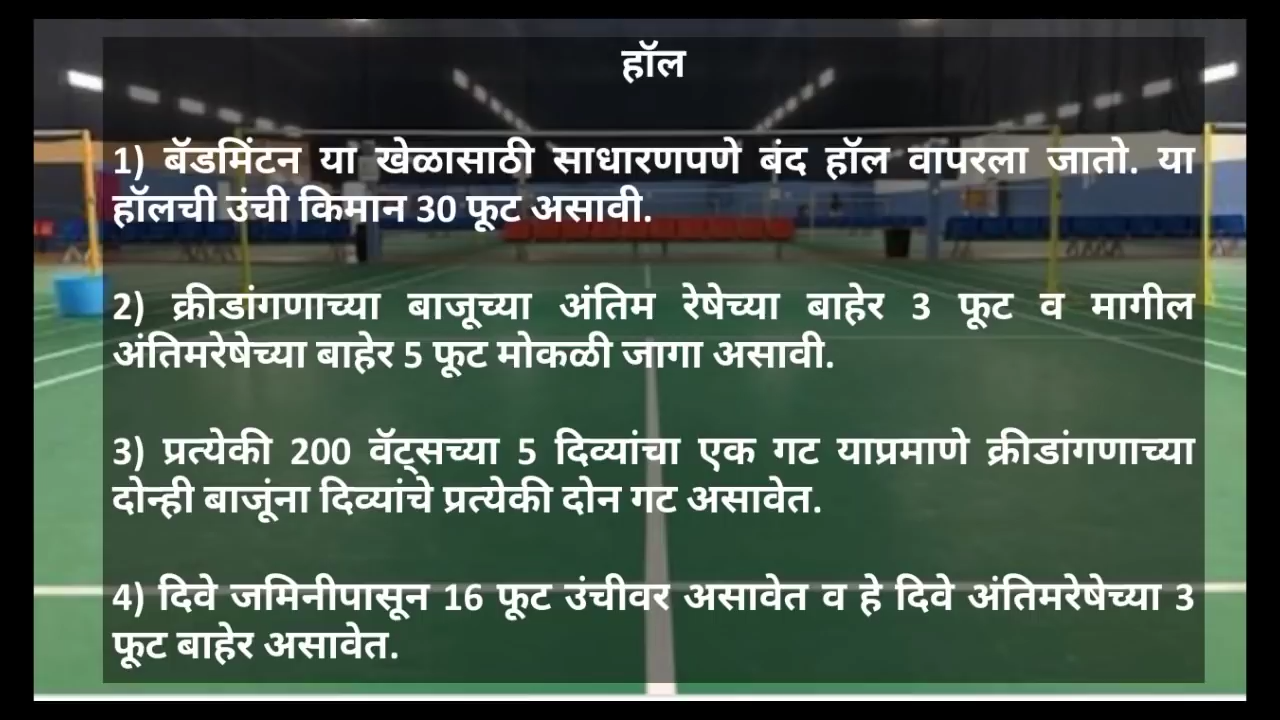 हॉल
1) बॅडमिंटन या खेळासाठी साधारणपणे बंद हॉल वापरला जातो. या
हॉलची उंची किमान 30 फूट असावी.
2) क्रीडांगणाच्या बाजूच्या अंतिम रेषेच्या बाहेर 3 फूट व मागील
अंतिमरेषेच्या बाहेर 5 फूट मोकळी जागा असावी.
3) प्रत्येकी 200 वॅट्सच्या 5 दिव्यांचा एक गट याप्रमाणे क्रीडांगणाच्या
दोन्ही बाजूंना दिव्यांचे प्रत्येकी दोन गट असावेत.
4) दिवे जमिनीपासून 16 फूट उंचीवर असावेत व हे दिवे अंतिमरेषेच्या 3
फूट बाहेर असावेत.